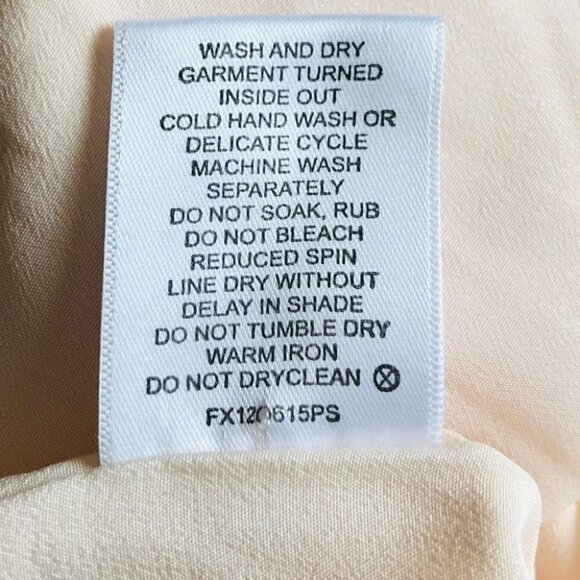 WASH AND DRY
GARMENT TURNED
INSIDE OUT
COLD HAND WASH OR
DELICATE CYCLE
MACHINE WASH
SEPARATELY
DO NOT SOAK, RUB
DO NOT BLEACH
REDUCED SPIN
LINE DRY WITHOUT
DELAY IN SHADE
DO NOT TUMBLE DRY
WARM IRON
DO NOT DRYCLEAN ⓧ
FX120615PS